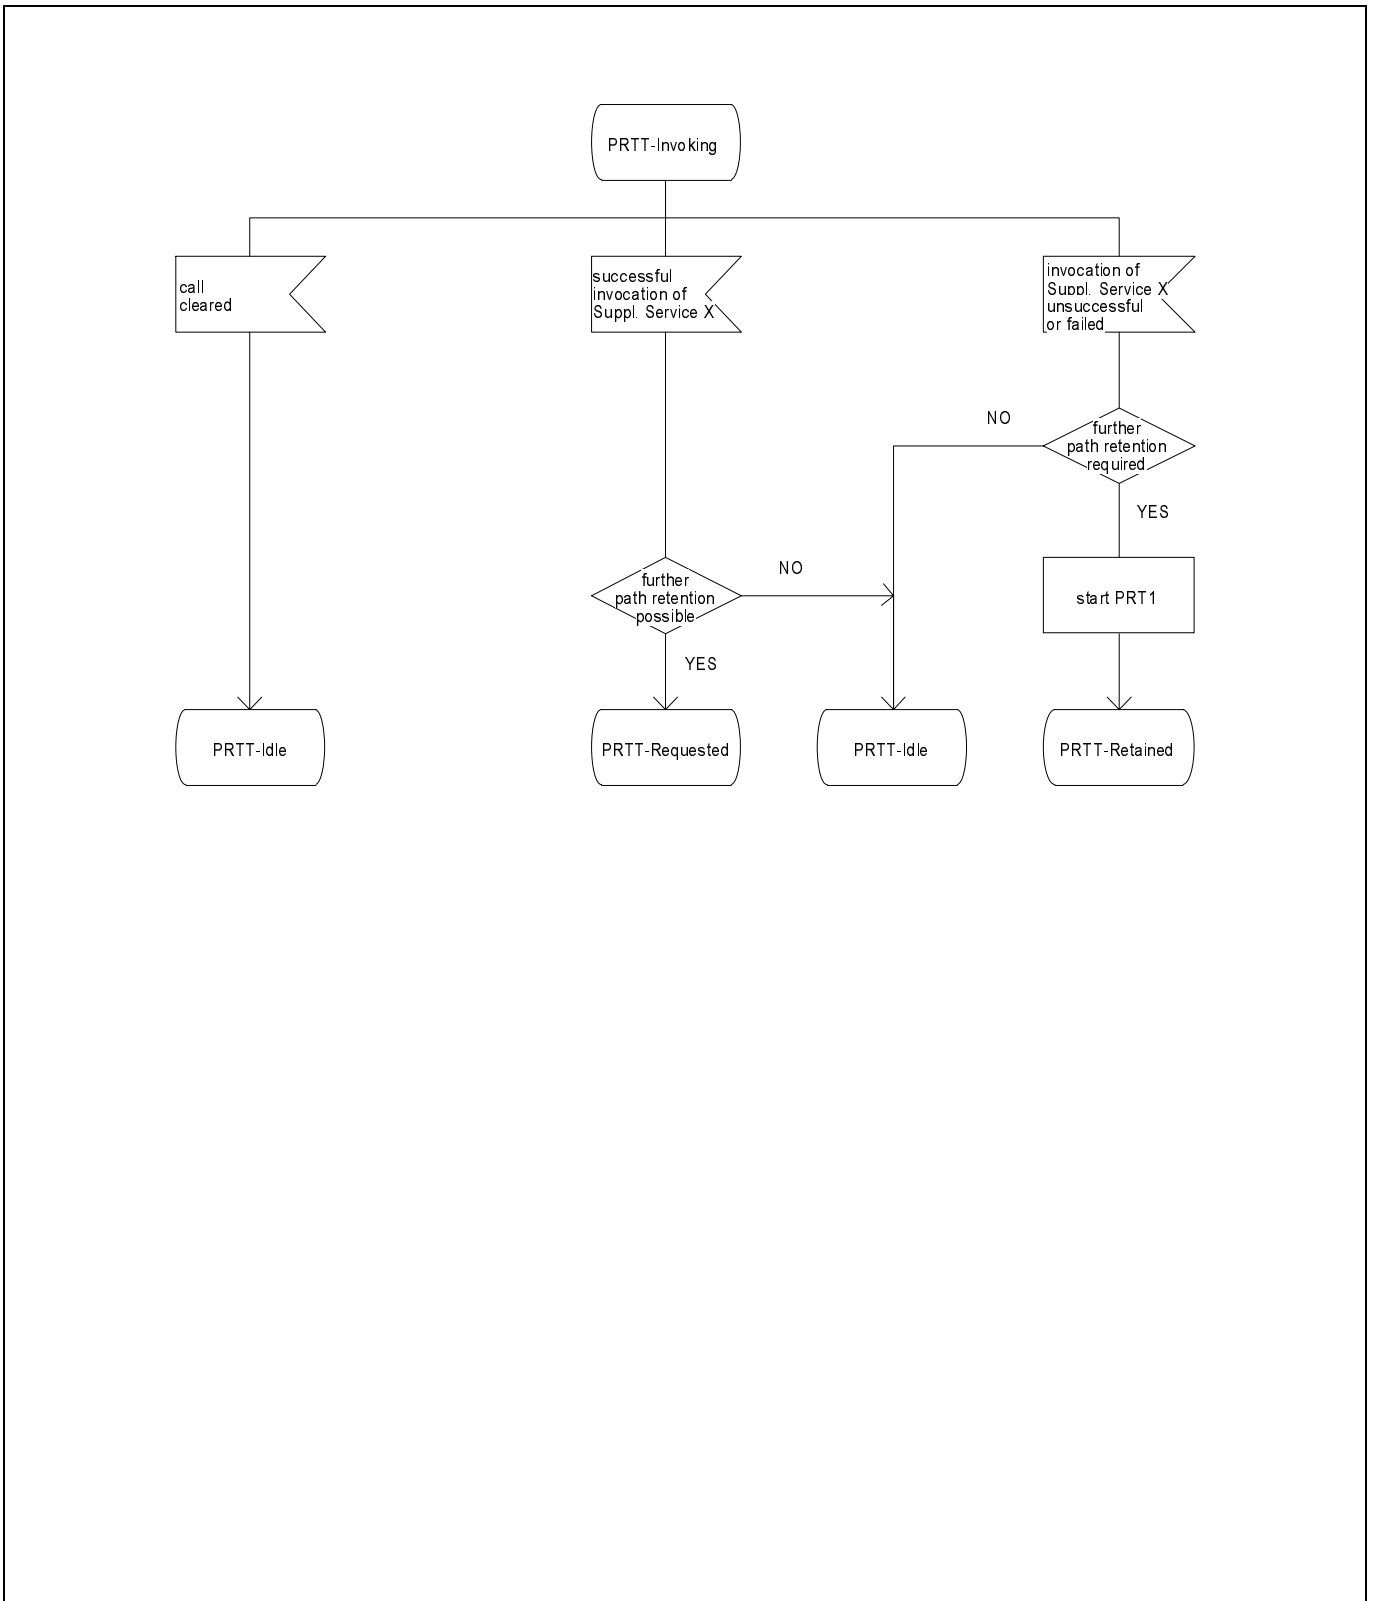 PRTT-Invoking
call
cleared
successful
invocation of
Suppl. Service X
invocation of
Suppl. Service X
unsuccessful
or failed
NO
further
path retention
required
YES
NO
further
path retention
possible
start PRT1
YES
PRTT-Idle
PRTT-Requested
PRTT-Idle
PRTT-Retained